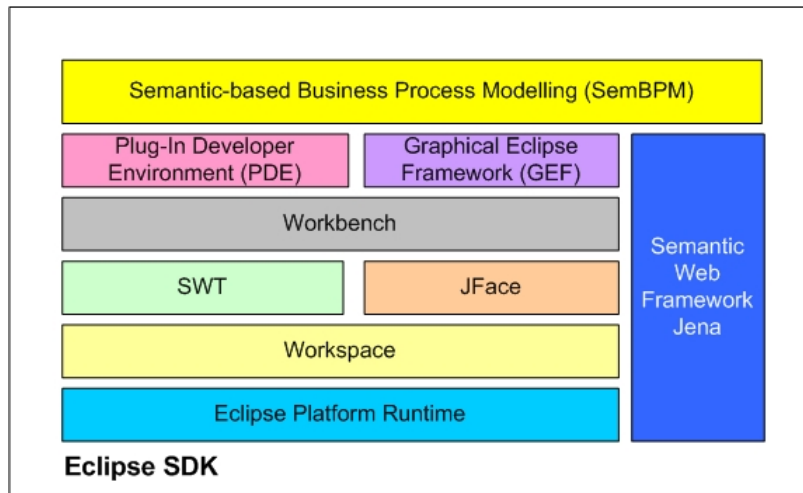 Semantic-based Business Process Modelling (SemBPM)
Plug-In Developer
Environment (PDE)
Graphical Eclipse
Framework (GEF)
Workbench
SWT
JFace
Workspace
Eclipse Platform Runtime
Semantic
Web
Framework
Jena
Eclipse SDK